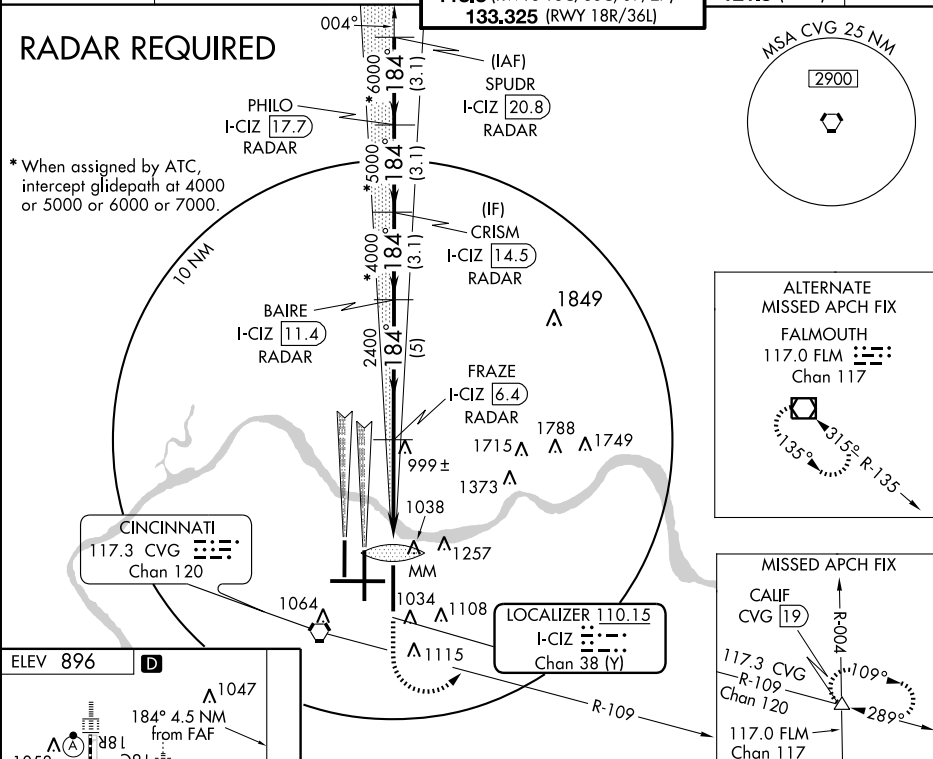 133.325 (RWY 18R/36L)
RADAR REQUIRED
* When assigned by ATC,
intercept glidepath at 4000
or 5000 or 6000 or 7000.
004°
*6000
184°
(3.1)
(IAF)
SPUDR
I-CIZ 20.8
RADAR
PHILO
I-CIZ 17.7
RADAR
*5000
184°
(3.1)
(IF)
CRISM
I-CIZ 14.5
RADAR
10 NM
*4000
184°
(3.1)
BAIRE
I-CIZ 11.4
RADAR
2400
184°
(5)
1849
FRAZE
I-CIZ 6.4
RADAR
999 ±
1715
1788
1749
1373
1038
1257
MM
CINCINNATI
117.3 CVG
Chan 120
1064
1034
1108
1115
LOCALIZER 110.15
I-CIZ
Chan 38 (Y)
R-109
MSA CVG 25 NM
2900
ALTERNATE
MISSED APCH FIX
FALMOUTH
117.0 FLM
Chan 117
135°
315°
R-135
MISSED APCH FIX
CALIF
CVG 19
R-004
109°
289°
117.3 CVG
R-109
Chan 120
117.0 FLM
Chan 117
ELEV 896
D
1047
184° 4.5 NM
from FAF
A
18R